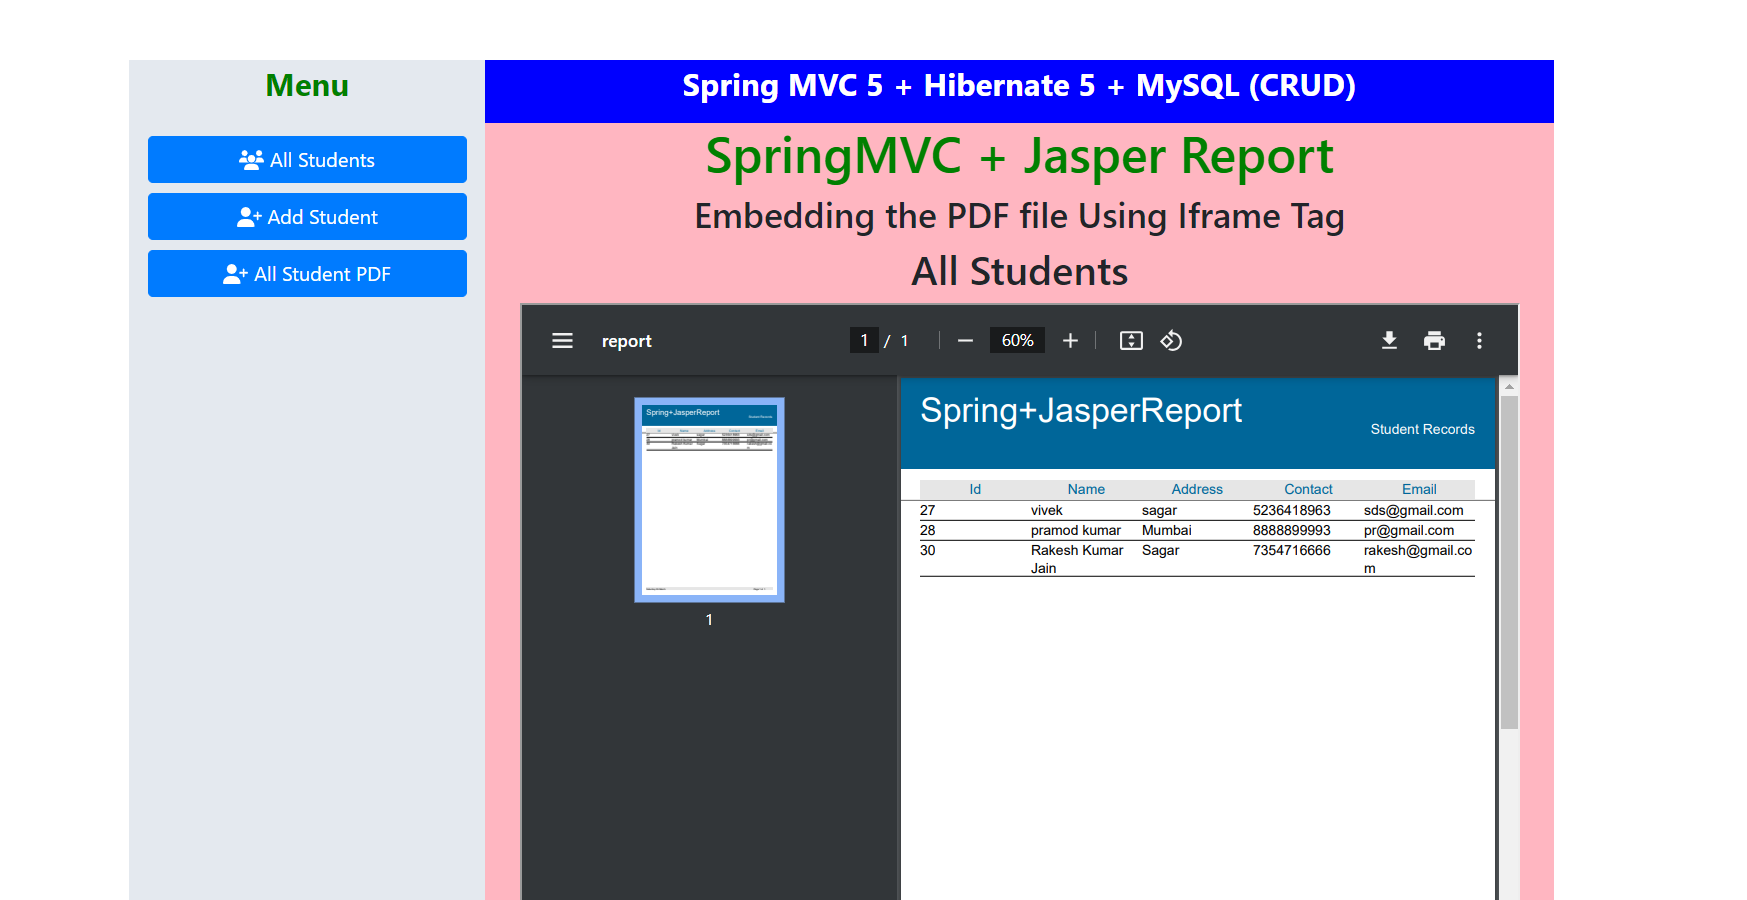 Menu
All Students
Add Student
All Student PDF
Spring MVC 5 + Hibernate 5 + MySQL (CRUD)
SpringMVC + Jasper Report
Embedding the PDF file Using Iframe Tag
All Students
report
1 / 1
60%
Spring+JasperReport
1
Spring+JasperReport
Student Records
Id Name Address Contact Email
27 vivek sagar 5236418963 sds@gmail.com
28 pramod kumar Mumbai 8888899993 pr@gmail.com
30 Rakesh Kumar Sagar 7354716666 rakesh@gmail.co
Jain m